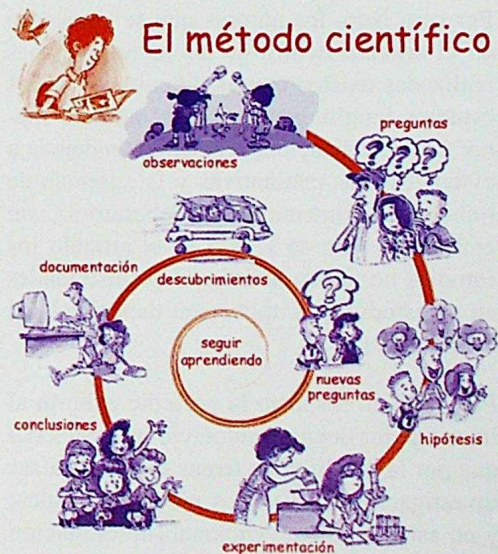 El método científico
observaciones
preguntas
hipótesis
experimentación
conclusiones
documentación
descubrimientos
nuevas
preguntas
seguir
aprendiendo